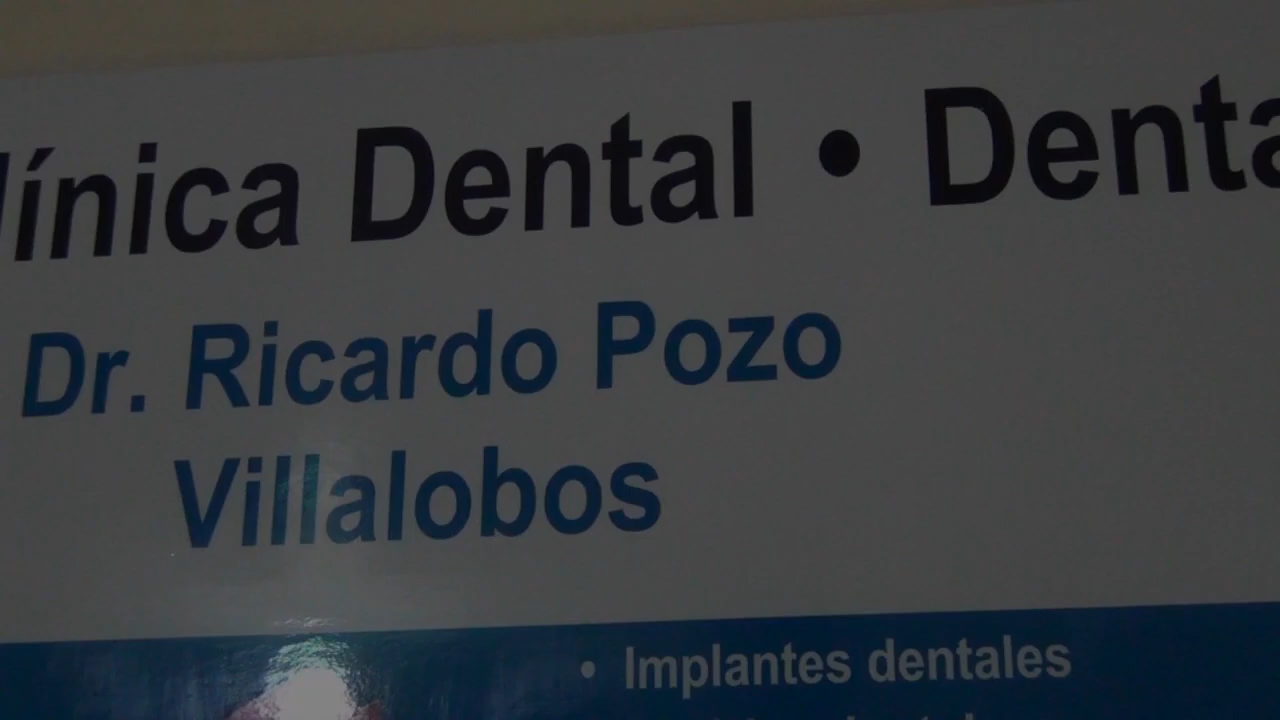 línica Dental • Denta
Dr. Ricardo Pozo
Villalobos
• Implantes dentales